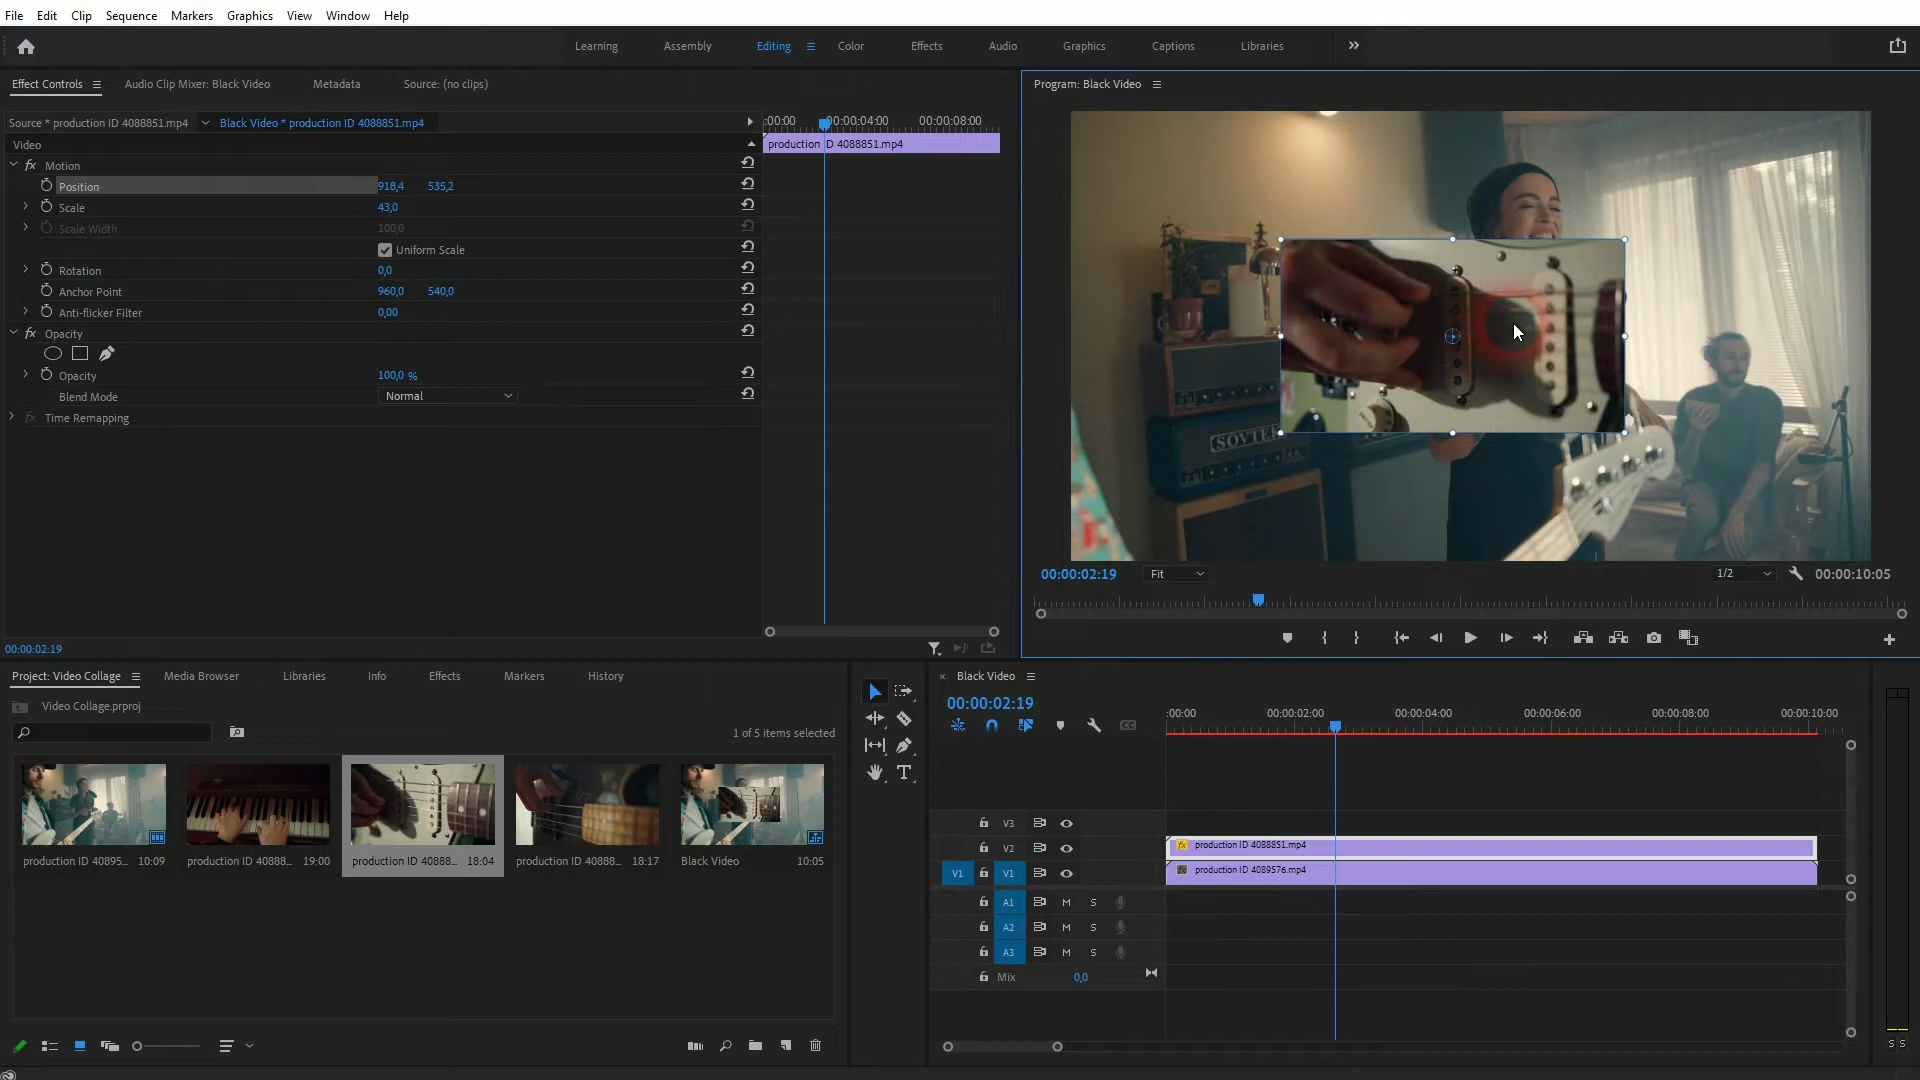 File Edit Clip Sequence Markers Graphics View Window Help
Learning Assembly Editing Color Effects Audio Graphics Captions Libraries
Effect Controls Audio Clip Mixer: Black Video Metadata Source: (no clips)
Program: Black Video
Source * production ID 4088851.mp4 Black Video * production ID 4088851.mp4
:00:00 00:00:04:00 00:00:08:00
Video
production ID 4088851.mp4
fx Motion
Position 918,4 535,2
Scale 43,0
Scale Width 100,0
Uniform Scale
Rotation 0,0
Anchor Point 960,0 540,0
Anti-flicker Filter 0,00
fx Opacity
Opacity 100,0 %
Blend Mode Normal
fx Time Remapping
SOVTEK
00:00:02:19 Fit 1/2 00:00:10:05
00:00:02:19
Project: Video Collage Media Browser Libraries Info Effects Markers History
Video Collage.prproj
1 of 5 items selected
production ID 40895... 10:09
production ID 40888... 19:00
production ID 40888... 18:04
production ID 40888... 18:17
Black Video 10:05
× Black Video
00:00:02:19
:00:00 00:00:02:00 00:00:04:00 00:00:06:00 00:00:08:00 00:00:10:00
V3
V2 fx production ID 4088851.mp4
V1 V1 fx production ID 4089576.mp4
A1 M S
A2 M S
A3 M S
Mix 0,0
S S